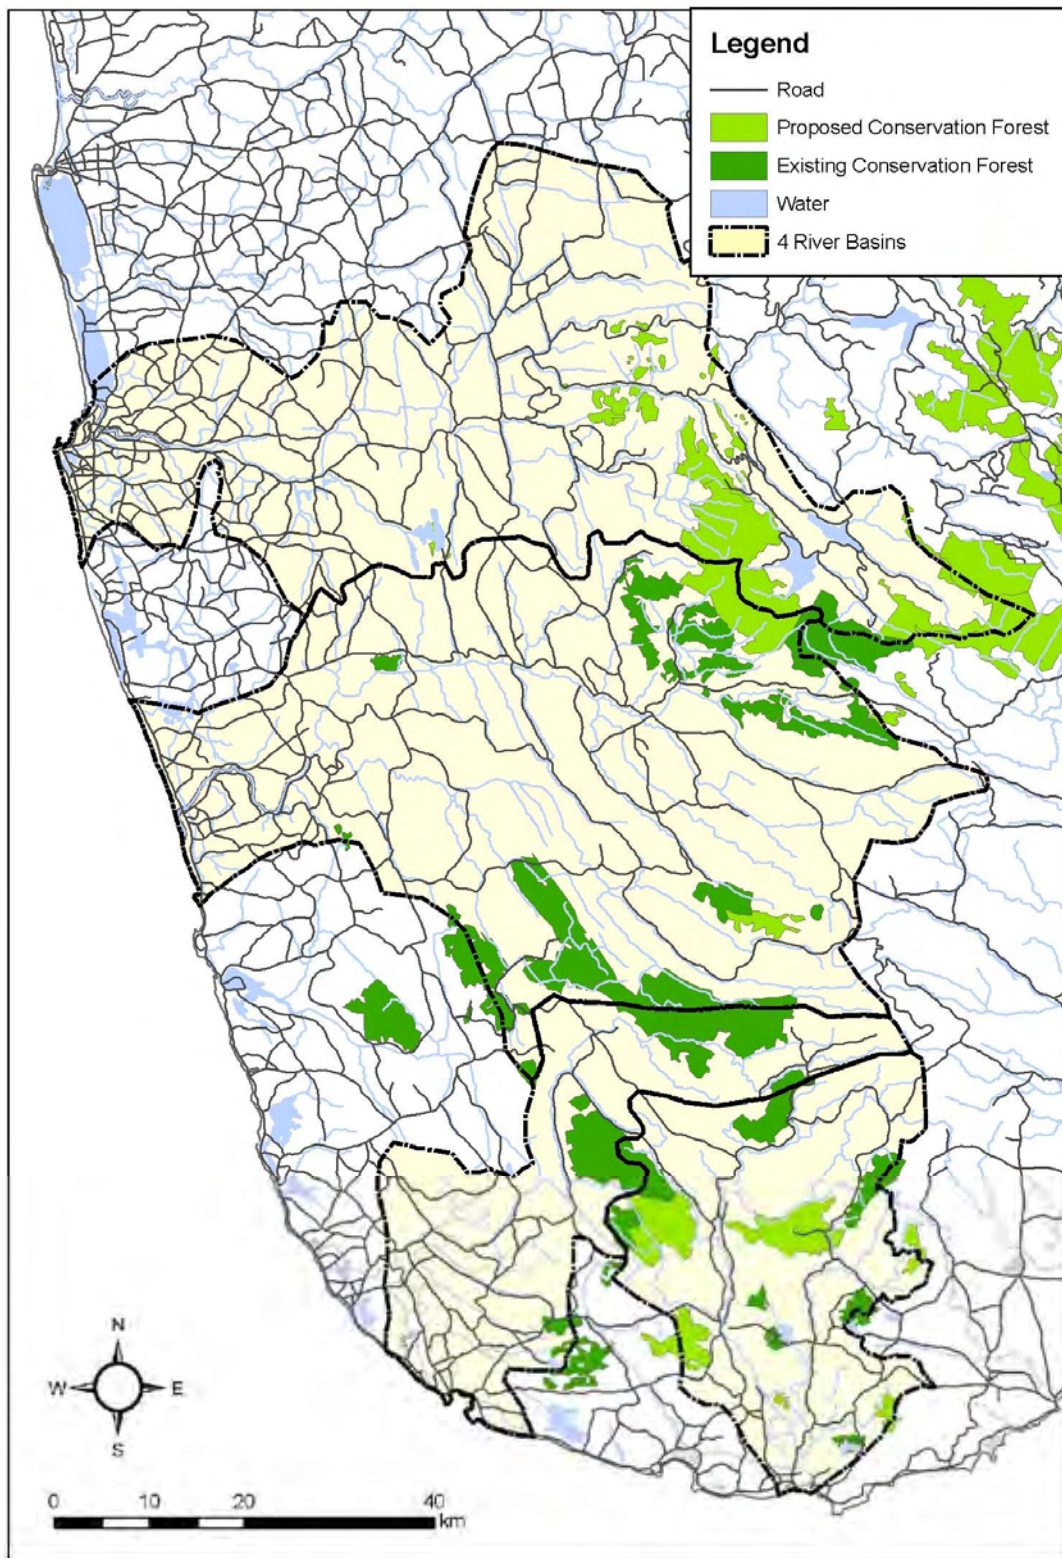 Legend
Road
Proposed Conservation Forest
Existing Conservation Forest
Water
4 River Basins
N
W E
S
0 10 20 40
km